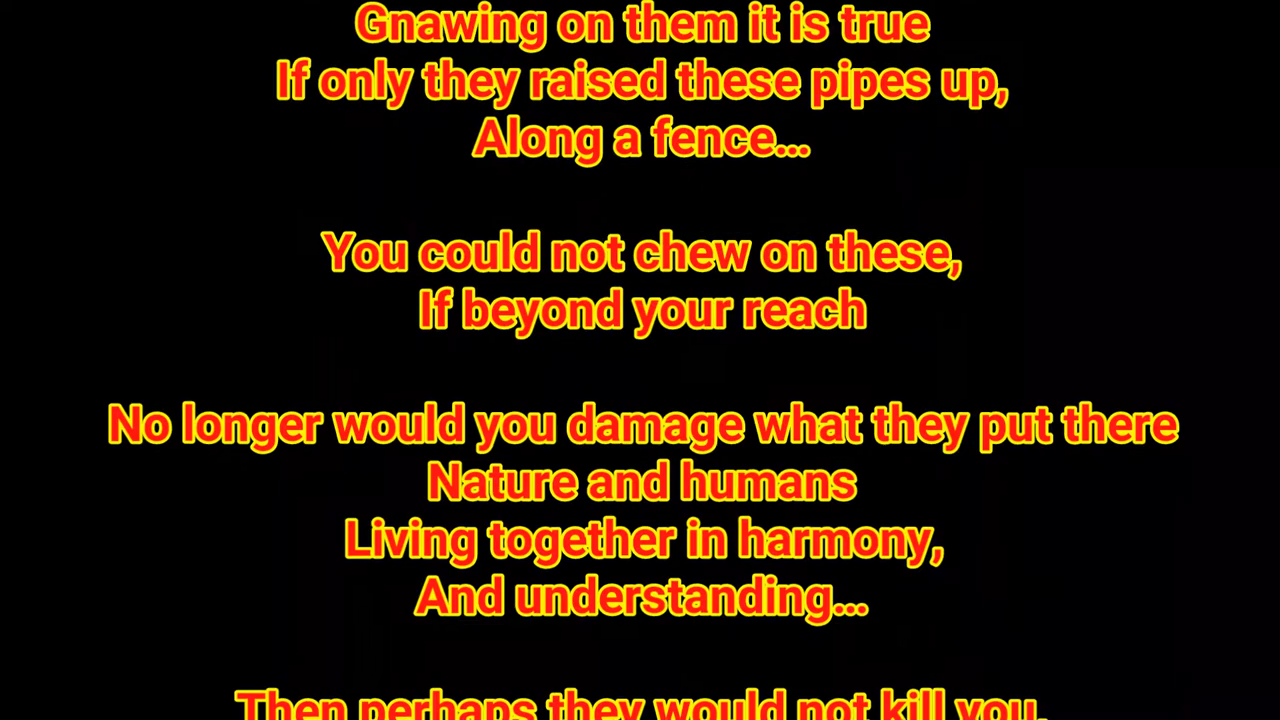 Gnawing on them it is true
If only they raised these pipes up,
Along a fence...
You could not chew on these,
If beyond your reach
No longer would you damage what they put there
Nature and humans
Living together in harmony,
And understanding...
Then perhaps they would not kill you.